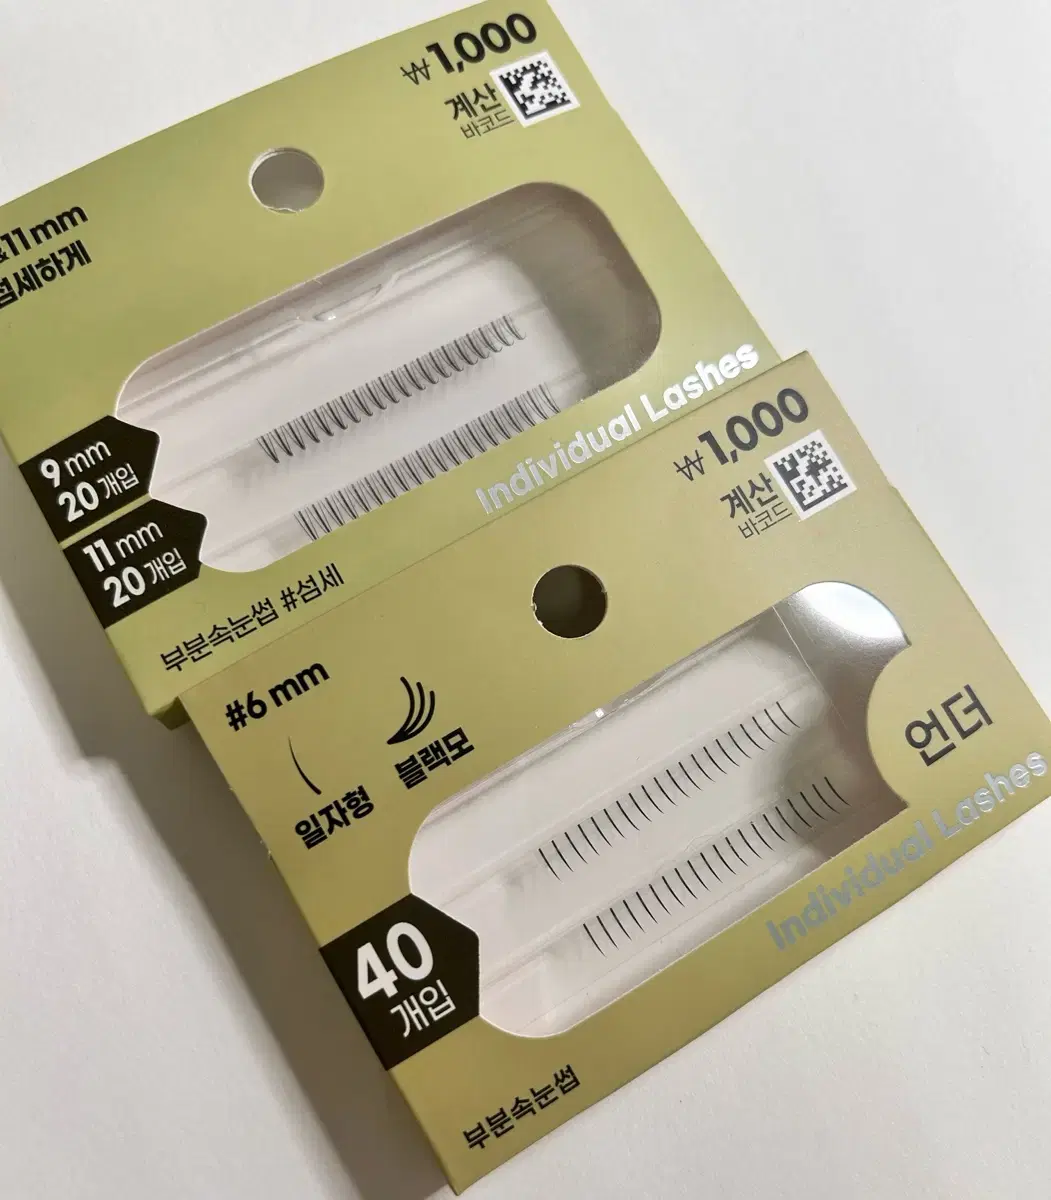 ₩1,000
계산
바코드
&11mm
섬세하게
9mm
20개입
11mm
20개입
Individual Lashes
부분속눈썹 #섬세
₩1,000
계산
바코드
#6mm
일자형
블랙모
언더
Individual Lashes
40
개입
부분속눈썹